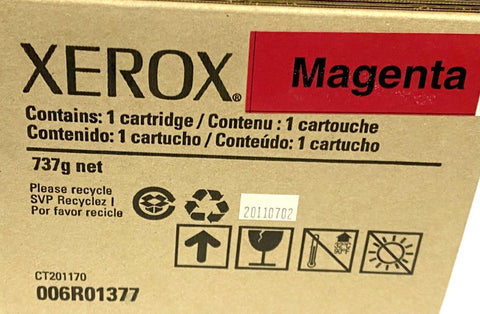 XEROX®
Magenta
Contains: 1 cartridge / Contenu : 1 cartouche
Contenido: 1 cartucho / Conteúdo: 1 cartucho
737g net
Please recycle
SVP Recyclez !
Por favor recicle
20110702
CT201170
006R01377